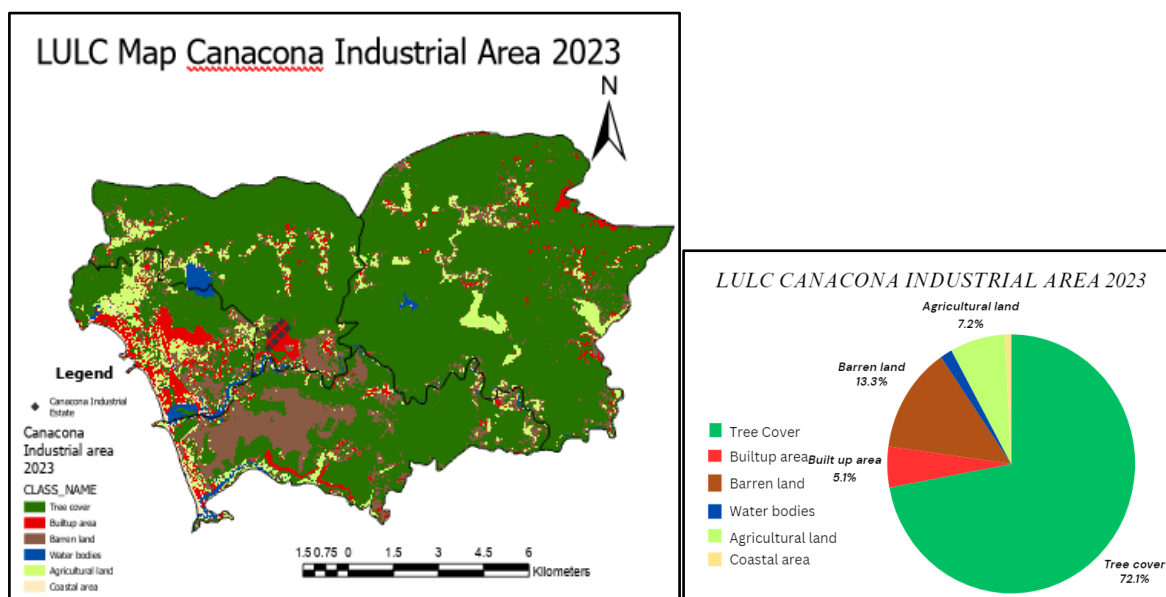 LULC Map Canacona Industrial Area 2023
N
Legend
Canacona Industrial
Estate
Canacona
Industrial area
2023
CLASS_NAME
Tree cover
Builtup area
Barren land
Water bodies
Agricultural land
Coastal area
1.5 0.75 0 1.5 3 4.5 6
Kilometers
LULC CANACONA INDUSTRIAL AREA 2023
Agricultural land
7.2%
Barren land
13.3%
Built up area
5.1%
Tree cover
72.1%
Tree Cover
Builtup area
Barren land
Water bodies
Agricultural land
Coastal area